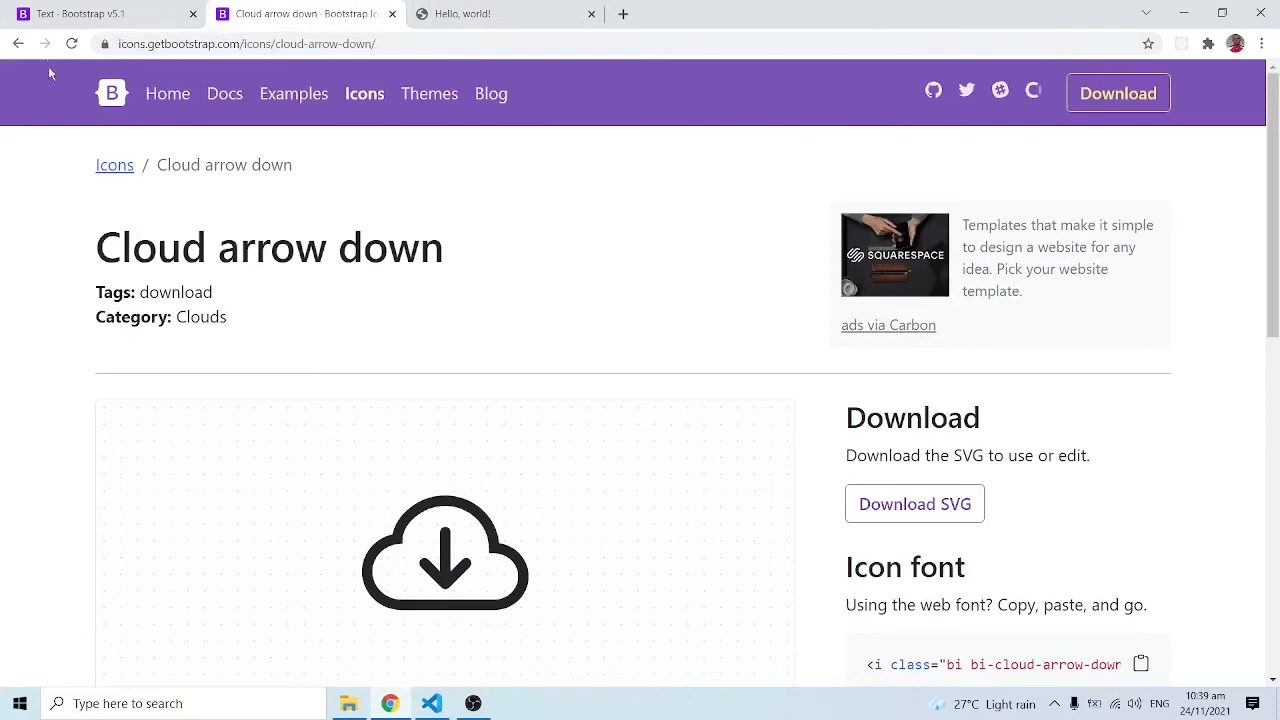 Text - Bootstrap v5.1
Cloud arrow down - Bootstrap Ic
Hello, world!
icons.getbootstrap.com/icons/cloud-arrow-down/
B Home Docs Examples Icons Themes Blog
Download
Icons / Cloud arrow down
Cloud arrow down
Tags: download
Category: Clouds
SQUARESPACE
Templates that make it simple
to design a website for any
idea. Pick your website
template.
ads via Carbon
Download
Download the SVG to use or edit.
Download SVG
Icon font
Using the web font? Copy, paste, and go.
<i class="bi bi-cloud-arrow-down
Type here to search
27°C Light rain
ENG
10:39 am
24/11/2021